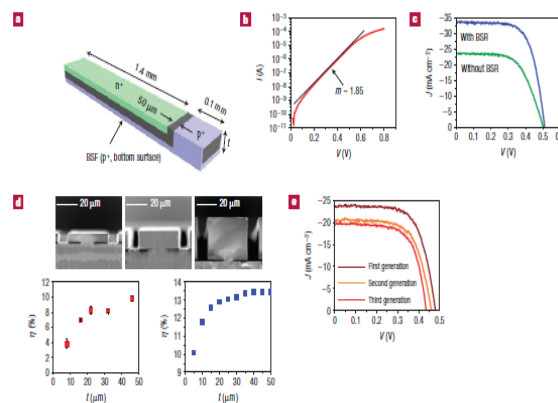 a
1.4 mm
n⁺
0.1 mm
50 μm
p⁺
t
BSF (p⁺, bottom surface)
b
10⁻³
10⁻⁴
10⁻⁵
10⁻⁶
10⁻⁷
10⁻⁸
10⁻⁹
10⁻¹⁰
10⁻¹¹
I (A)
m ~ 1.85
0.0 0.2 0.4 0.6 0.8
V (V)
c
-35
-30
-25
-20
-15
-10
-5
0
J (mA cm⁻²)
With BSR
Without BSR
0.0 0.1 0.2 0.3 0.4 0.5
V (V)
d
20 μm
20 μm
20 μm
12
10
8
6
4
2
0
η (%)
0 10 20 30 40 50
t (μm)
14
13
12
11
10
9
η (%)
0 10 20 30 40 50
t (μm)
e
-25
-20
-15
-10
-5
0
J (mA cm⁻²)
First generation
Second generation
Third generation
0.0 0.1 0.2 0.3 0.4 0.5
V (V)